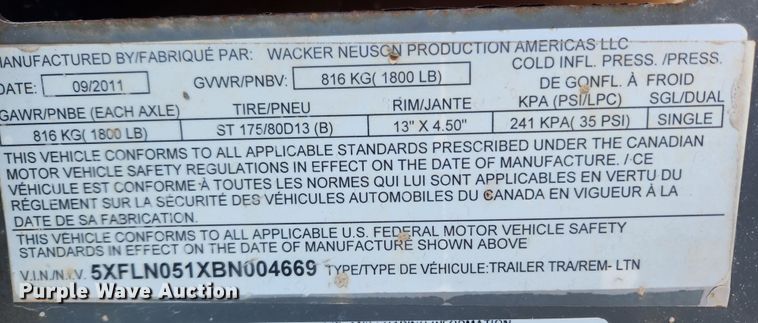 MANUFACTURED BY/FABRIQUÉ PAR: WACKER NEUSON PRODUCTION AMERICAS LLC
DATE: 09/2011 GVWR/PNBV: 816 KG( 1800 LB) COLD INFL. PRESS. /PRESS.
DE GONFL. À FROID
GAWR/PNBE (EACH AXLE) TIRE/PNEU RIM/JANTE KPA (PSI/LPC) SGL/DUAL
816 KG( 1800 LB) ST 175/80D13 (B) 13" X 4.50" 241 KPA( 35 PSI) SINGLE
THIS VEHICLE CONFORMS TO ALL APPLICABLE STANDARDS PRESCRIBED UNDER THE CANADIAN
MOTOR VEHICLE SAFETY REGULATIONS IN EFFECT ON THE DATE OF MANUFACTURE. / CE
VÉHICULE EST CONFORME À TOUTES LES NORMES QUI LUI SONT APPLICABLES EN VERTU DU
RÉGLEMENT SUR LA SÉCURITÉ DES VÉHICULES AUTOMOBILES DU CANADA EN VIGUEUR À LA
DATE DE SA FABRICATION.
THIS VEHICLE CONFORMS TO ALL APPLICABLE U.S. FEDERAL MOTOR VEHICLE SAFETY
STANDARDS IN EFFECT ON THE DATE OF MANUFACTURE SHOWN ABOVE
V.I.N./N.I.V. 5XFLN051XBN004669 TYPE/TYPE DE VÉHICULE: TRAILER TRA/REM- LTN
Purple Wave Auction
INFORMATION